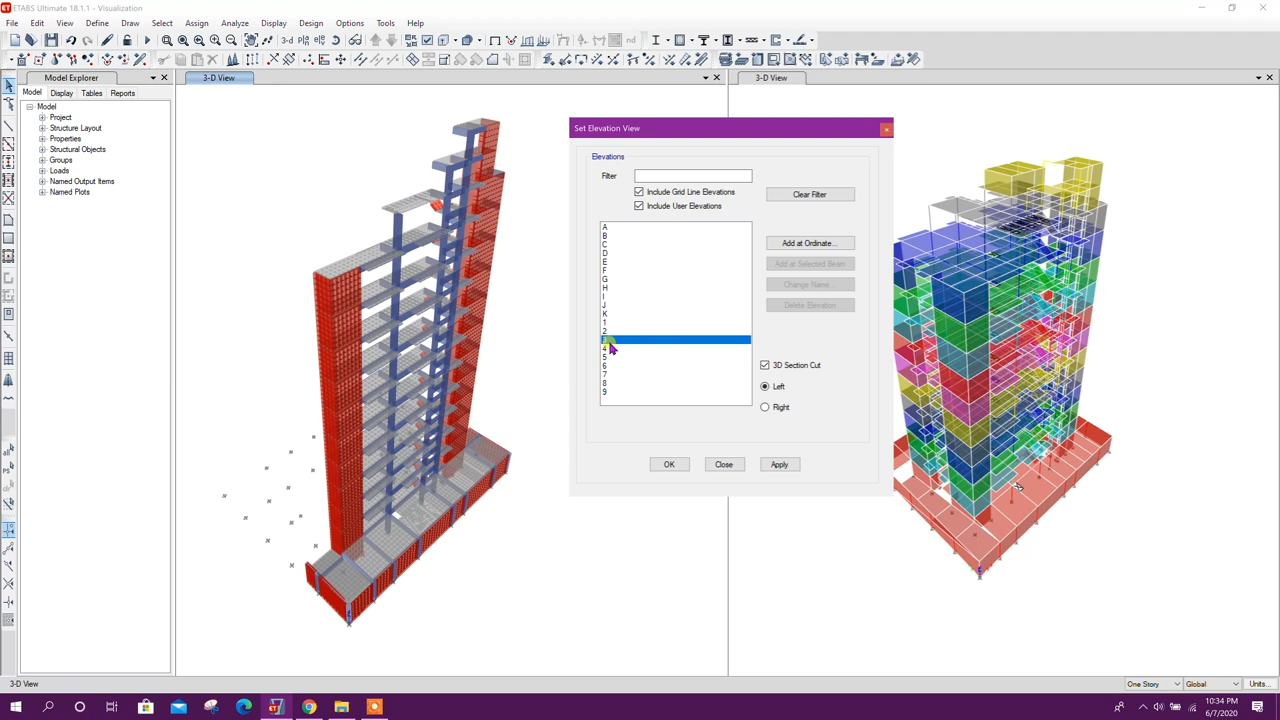 ETABS Ultimate 18.1.1 - Visualization
File Edit View Define Draw Select Assign Analyze Display Design Options Tools Help
3-d nd
Model Explorer
3-D View
3-D View
Model Display Tables Reports
Model
Project
Structure Layout
Properties
Structural Objects
Groups
Loads
Named Output Items
Named Plots
Set Elevation View
Elevations
Filter
Include Grid Line Elevations
Include User Elevations
Clear Filter
A
B
C
D
E
F
G
H
I
J
K
1
2
4
5
6
7
8
9
Add at Ordinate...
Add at Selected Beam
Change Name...
Delete Elevation
3D Section Cut
Left
Right
OK Close Apply
all
PS
clr
3-D View
One Story Global Units...
10:34 PM
6/7/2020